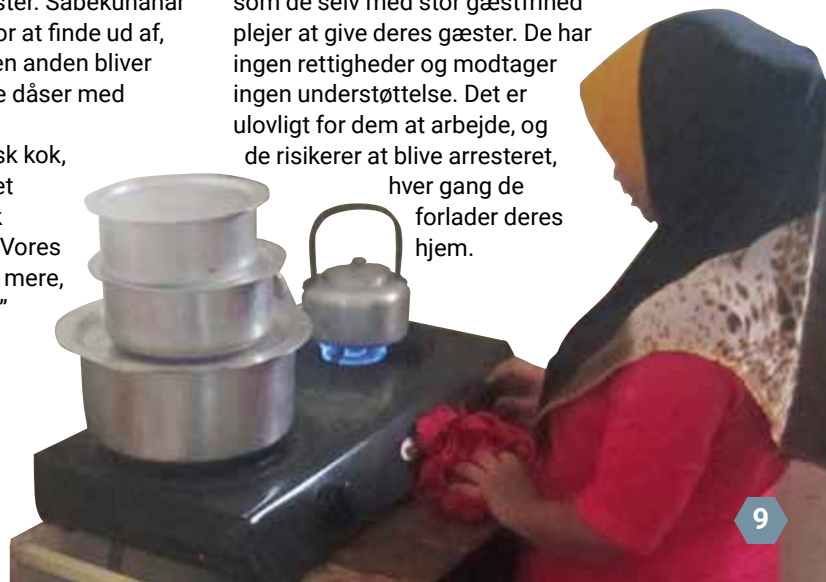 ster. Sabekunahar
or at finde ud af,
en anden bliver
e dåser med
sk kok,
et
k
Vores
mere,
”
som de selv med stor gæstfrihed
plejer at give deres gæster. De har
ingen rettigheder og modtager
ingen understøttelse. Det er
ulovligt for dem at arbejde, og
de risikerer at blive arresteret,
hver gang de
forlader deres
hjem.
9